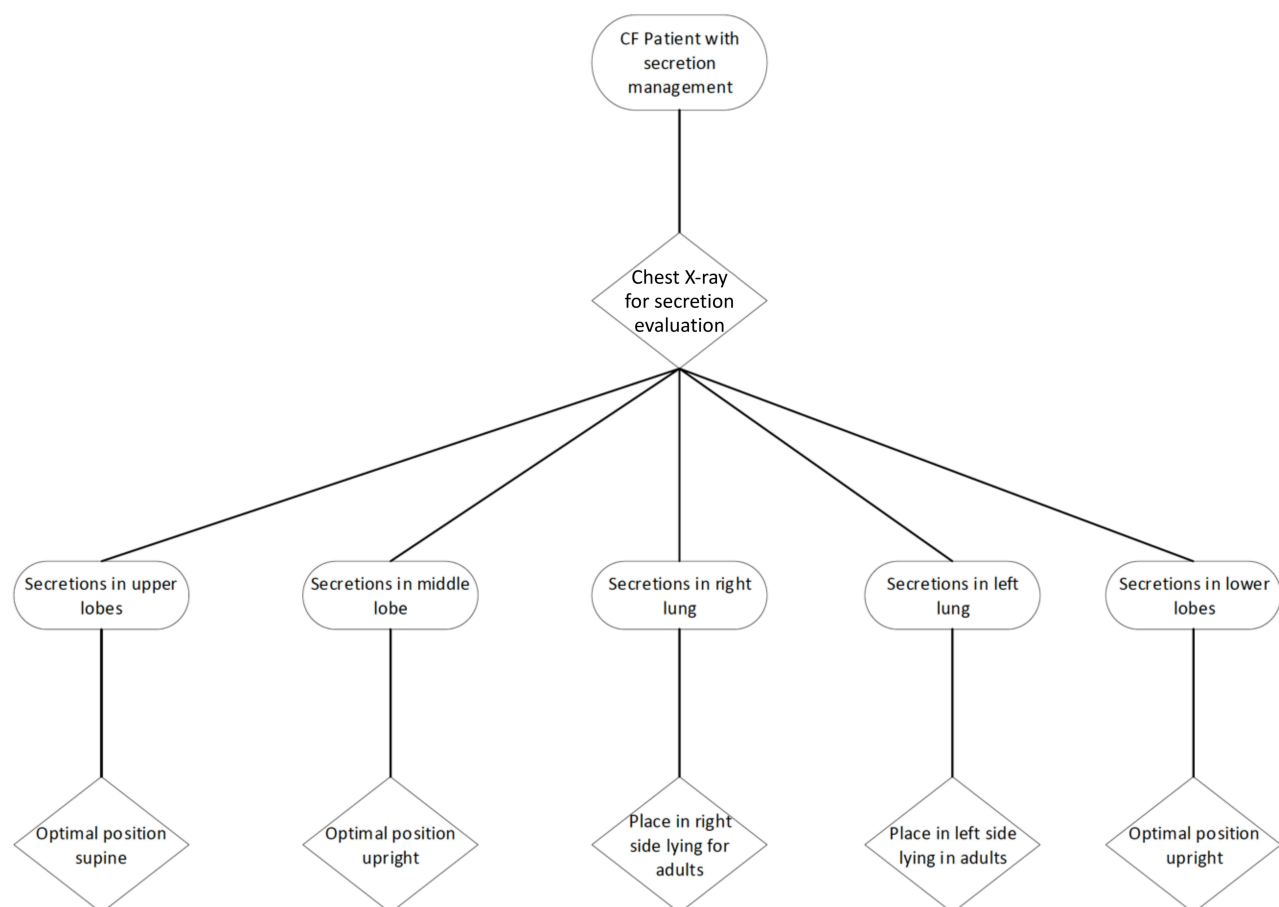 CF Patient with
secretion
management
Chest X-ray
for secretion
evaluation
Secretions in upper
lobes
Secretions in middle
lobe
Secretions in right
lung
Secretions in left
lung
Secretions in lower
lobes
Optimal position
supine
Optimal position
upright
Place in right
side lying for
adults
Place in left side
lying in adults
Optimal position
upright